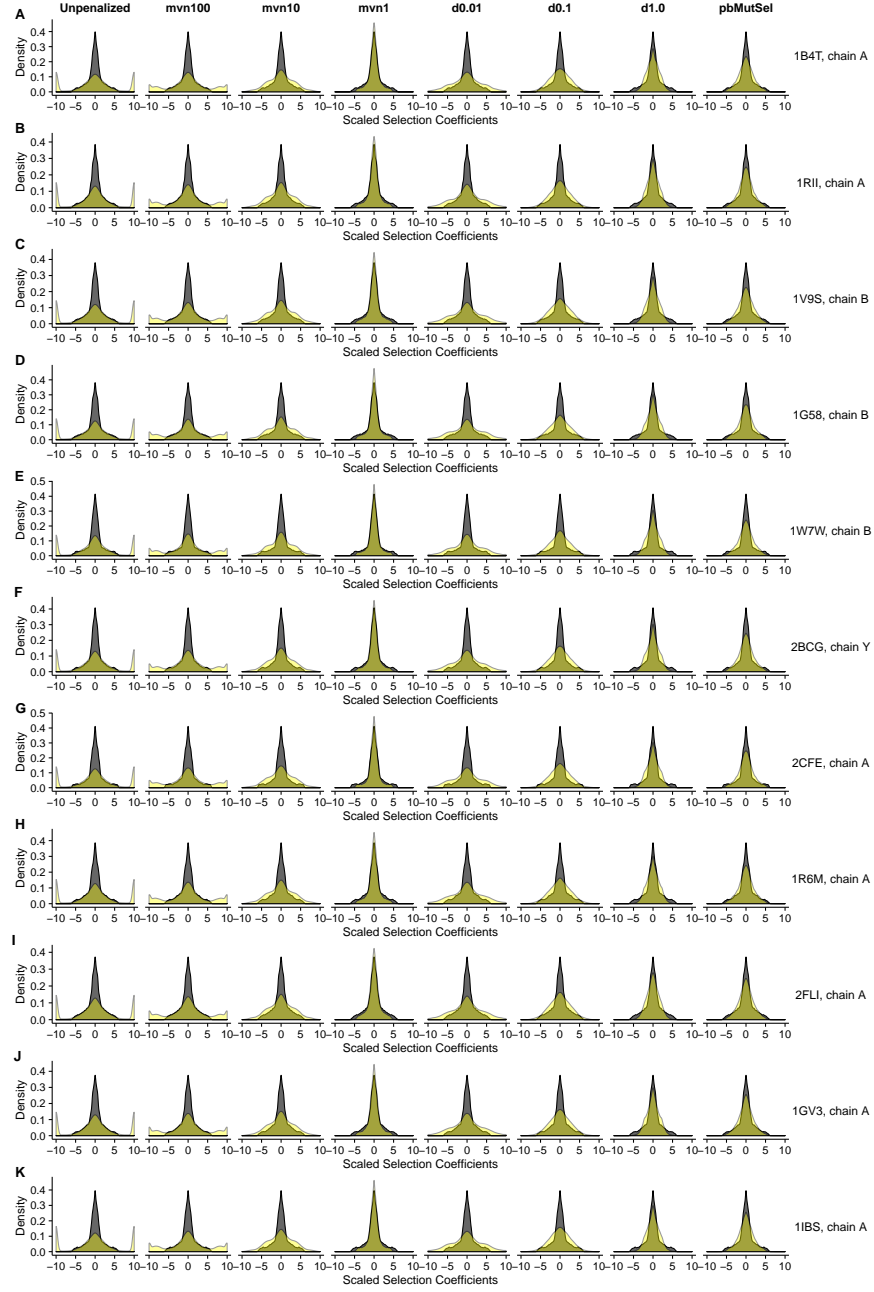 A Unpenalized mvn100 mvn10 mvn1 d0.01 d0.1 d1.0 pbMutSel
Density
0.4
0.3
0.2
0.1
0.0
1B4T, chain A
−10 −5 0 5 10−10 −5 0 5 10−10 −5 0 5 10−10 −5 0 5 10−10 −5 0 5 10−10 −5 0 5 10−10 −5 0 5 10−10 −5 0 5 10
Scaled Selection Coefficients
B
Density
0.4
0.3
0.2
0.1
0.0
1RII, chain A
−10 −5 0 5 10−10 −5 0 5 10−10 −5 0 5 10−10 −5 0 5 10−10 −5 0 5 10−10 −5 0 5 10−10 −5 0 5 10−10 −5 0 5 10
Scaled Selection Coefficients
C
Density
0.4
0.3
0.2
0.1
0.0
1V9S, chain B
−10 −5 0 5 10−10 −5 0 5 10−10 −5 0 5 10−10 −5 0 5 10−10 −5 0 5 10−10 −5 0 5 10−10 −5 0 5 10−10 −5 0 5 10
Scaled Selection Coefficients
D
Density
0.4
0.3
0.2
0.1
0.0
1G58, chain B
−10 −5 0 5 10−10 −5 0 5 10−10 −5 0 5 10−10 −5 0 5 10−10 −5 0 5 10−10 −5 0 5 10−10 −5 0 5 10−10 −5 0 5 10
Scaled Selection Coefficients
E
Density
0.5
0.4
0.3
0.2
0.1
0.0
1W7W, chain B
−10 −5 0 5 10−10 −5 0 5 10−10 −5 0 5 10−10 −5 0 5 10−10 −5 0 5 10−10 −5 0 5 10−10 −5 0 5 10−10 −5 0 5 10
Scaled Selection Coefficients
F
Density
0.4
0.3
0.2
0.1
0.0
2BCG, chain Y
−10 −5 0 5 10−10 −5 0 5 10−10 −5 0 5 10−10 −5 0 5 10−10 −5 0 5 10−10 −5 0 5 10−10 −5 0 5 10−10 −5 0 5 10
Scaled Selection Coefficients
G
Density
0.5
0.4
0.3
0.2
0.1
0.0
2CFE, chain A
−10 −5 0 5 10−10 −5 0 5 10−10 −5 0 5 10−10 −5 0 5 10−10 −5 0 5 10−10 −5 0 5 10−10 −5 0 5 10−10 −5 0 5 10
Scaled Selection Coefficients
H
Density
0.4
0.3
0.2
0.1
0.0
1R6M, chain A
−10 −5 0 5 10−10 −5 0 5 10−10 −5 0 5 10−10 −5 0 5 10−10 −5 0 5 10−10 −5 0 5 10−10 −5 0 5 10−10 −5 0 5 10
Scaled Selection Coefficients
I
Density
0.4
0.3
0.2
0.1
0.0
2FLI, chain A
−10 −5 0 5 10−10 −5 0 5 10−10 −5 0 5 10−10 −5 0 5 10−10 −5 0 5 10−10 −5 0 5 10−10 −5 0 5 10−10 −5 0 5 10
Scaled Selection Coefficients
J
Density
0.4
0.3
0.2
0.1
0.0
1GV3, chain A
−10 −5 0 5 10−10 −5 0 5 10−10 −5 0 5 10−10 −5 0 5 10−10 −5 0 5 10−10 −5 0 5 10−10 −5 0 5 10−10 −5 0 5 10
Scaled Selection Coefficients
K
Density
0.4
0.3
0.2
0.1
0.0
1IBS, chain A
−10 −5 0 5 10−10 −5 0 5 10−10 −5 0 5 10−10 −5 0 5 10−10 −5 0 5 10−10 −5 0 5 10−10 −5 0 5 10−10 −5 0 5 10
Scaled Selection Coefficients